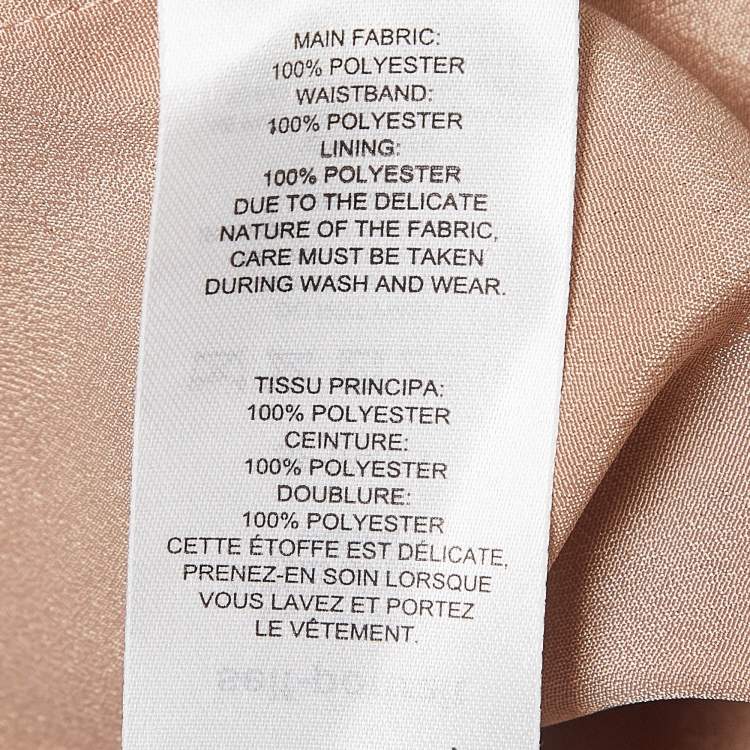 MAIN FABRIC:
100% POLYESTER
WAISTBAND:
100% POLYESTER
LINING:
100% POLYESTER
DUE TO THE DELICATE
NATURE OF THE FABRIC,
CARE MUST BE TAKEN
DURING WASH AND WEAR.
TISSU PRINCIPA:
100% POLYESTER
CEINTURE:
100% POLYESTER
DOUBLURE:
100% POLYESTER
CETTE ÉTOFFE EST DÉLICATE,
PRENEZ-EN SOIN LORSQUE
VOUS LAVEZ ET PORTEZ
LE VÊTEMENT.